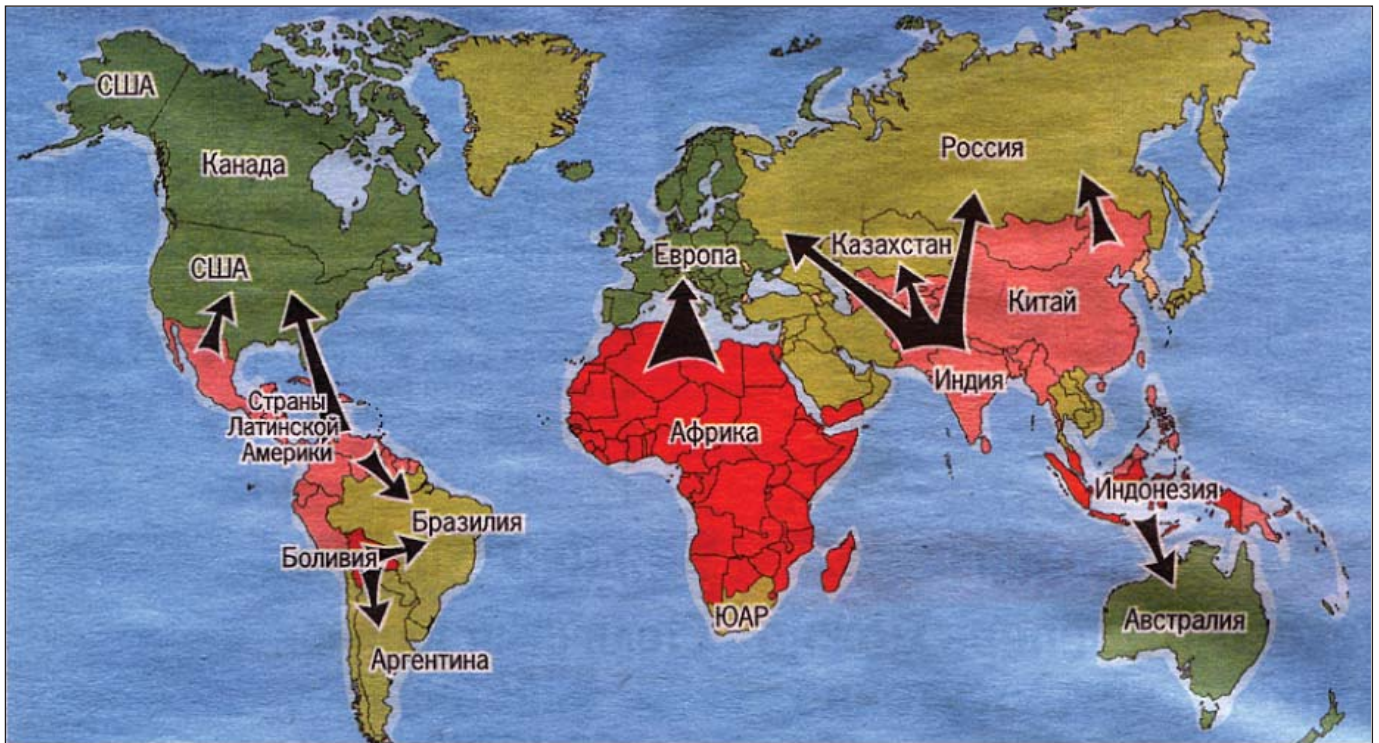 США
Канада
США
Страны
Латинской
Америки
Бразилия
Боливия
Аргентина
Европа
Африка
ЮАР
Россия
Казахстан
Китай
Индия
Индонезия
Австралия